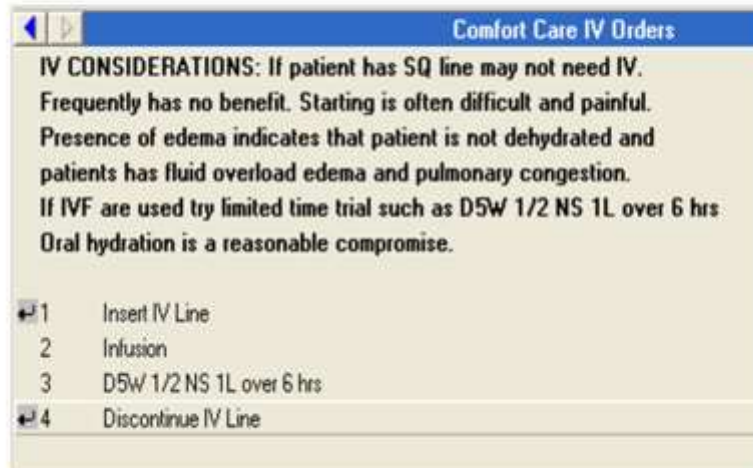 Comfort Care IV Orders
IV CONSIDERATIONS: If patient has SQ line may not need IV.
Frequently has no benefit. Starting is often difficult and painful.
Presence of edema indicates that patient is not dehydrated and
patients has fluid overload edema and pulmonary congestion.
If IVF are used try limited time trial such as D5W 1/2 NS 1L over 6 hrs
Oral hydration is a reasonable compromise.
1 Insert IV Line
2 Infusion
3 D5W 1/2 NS 1L over 6 hrs
4 Discontinue IV Line